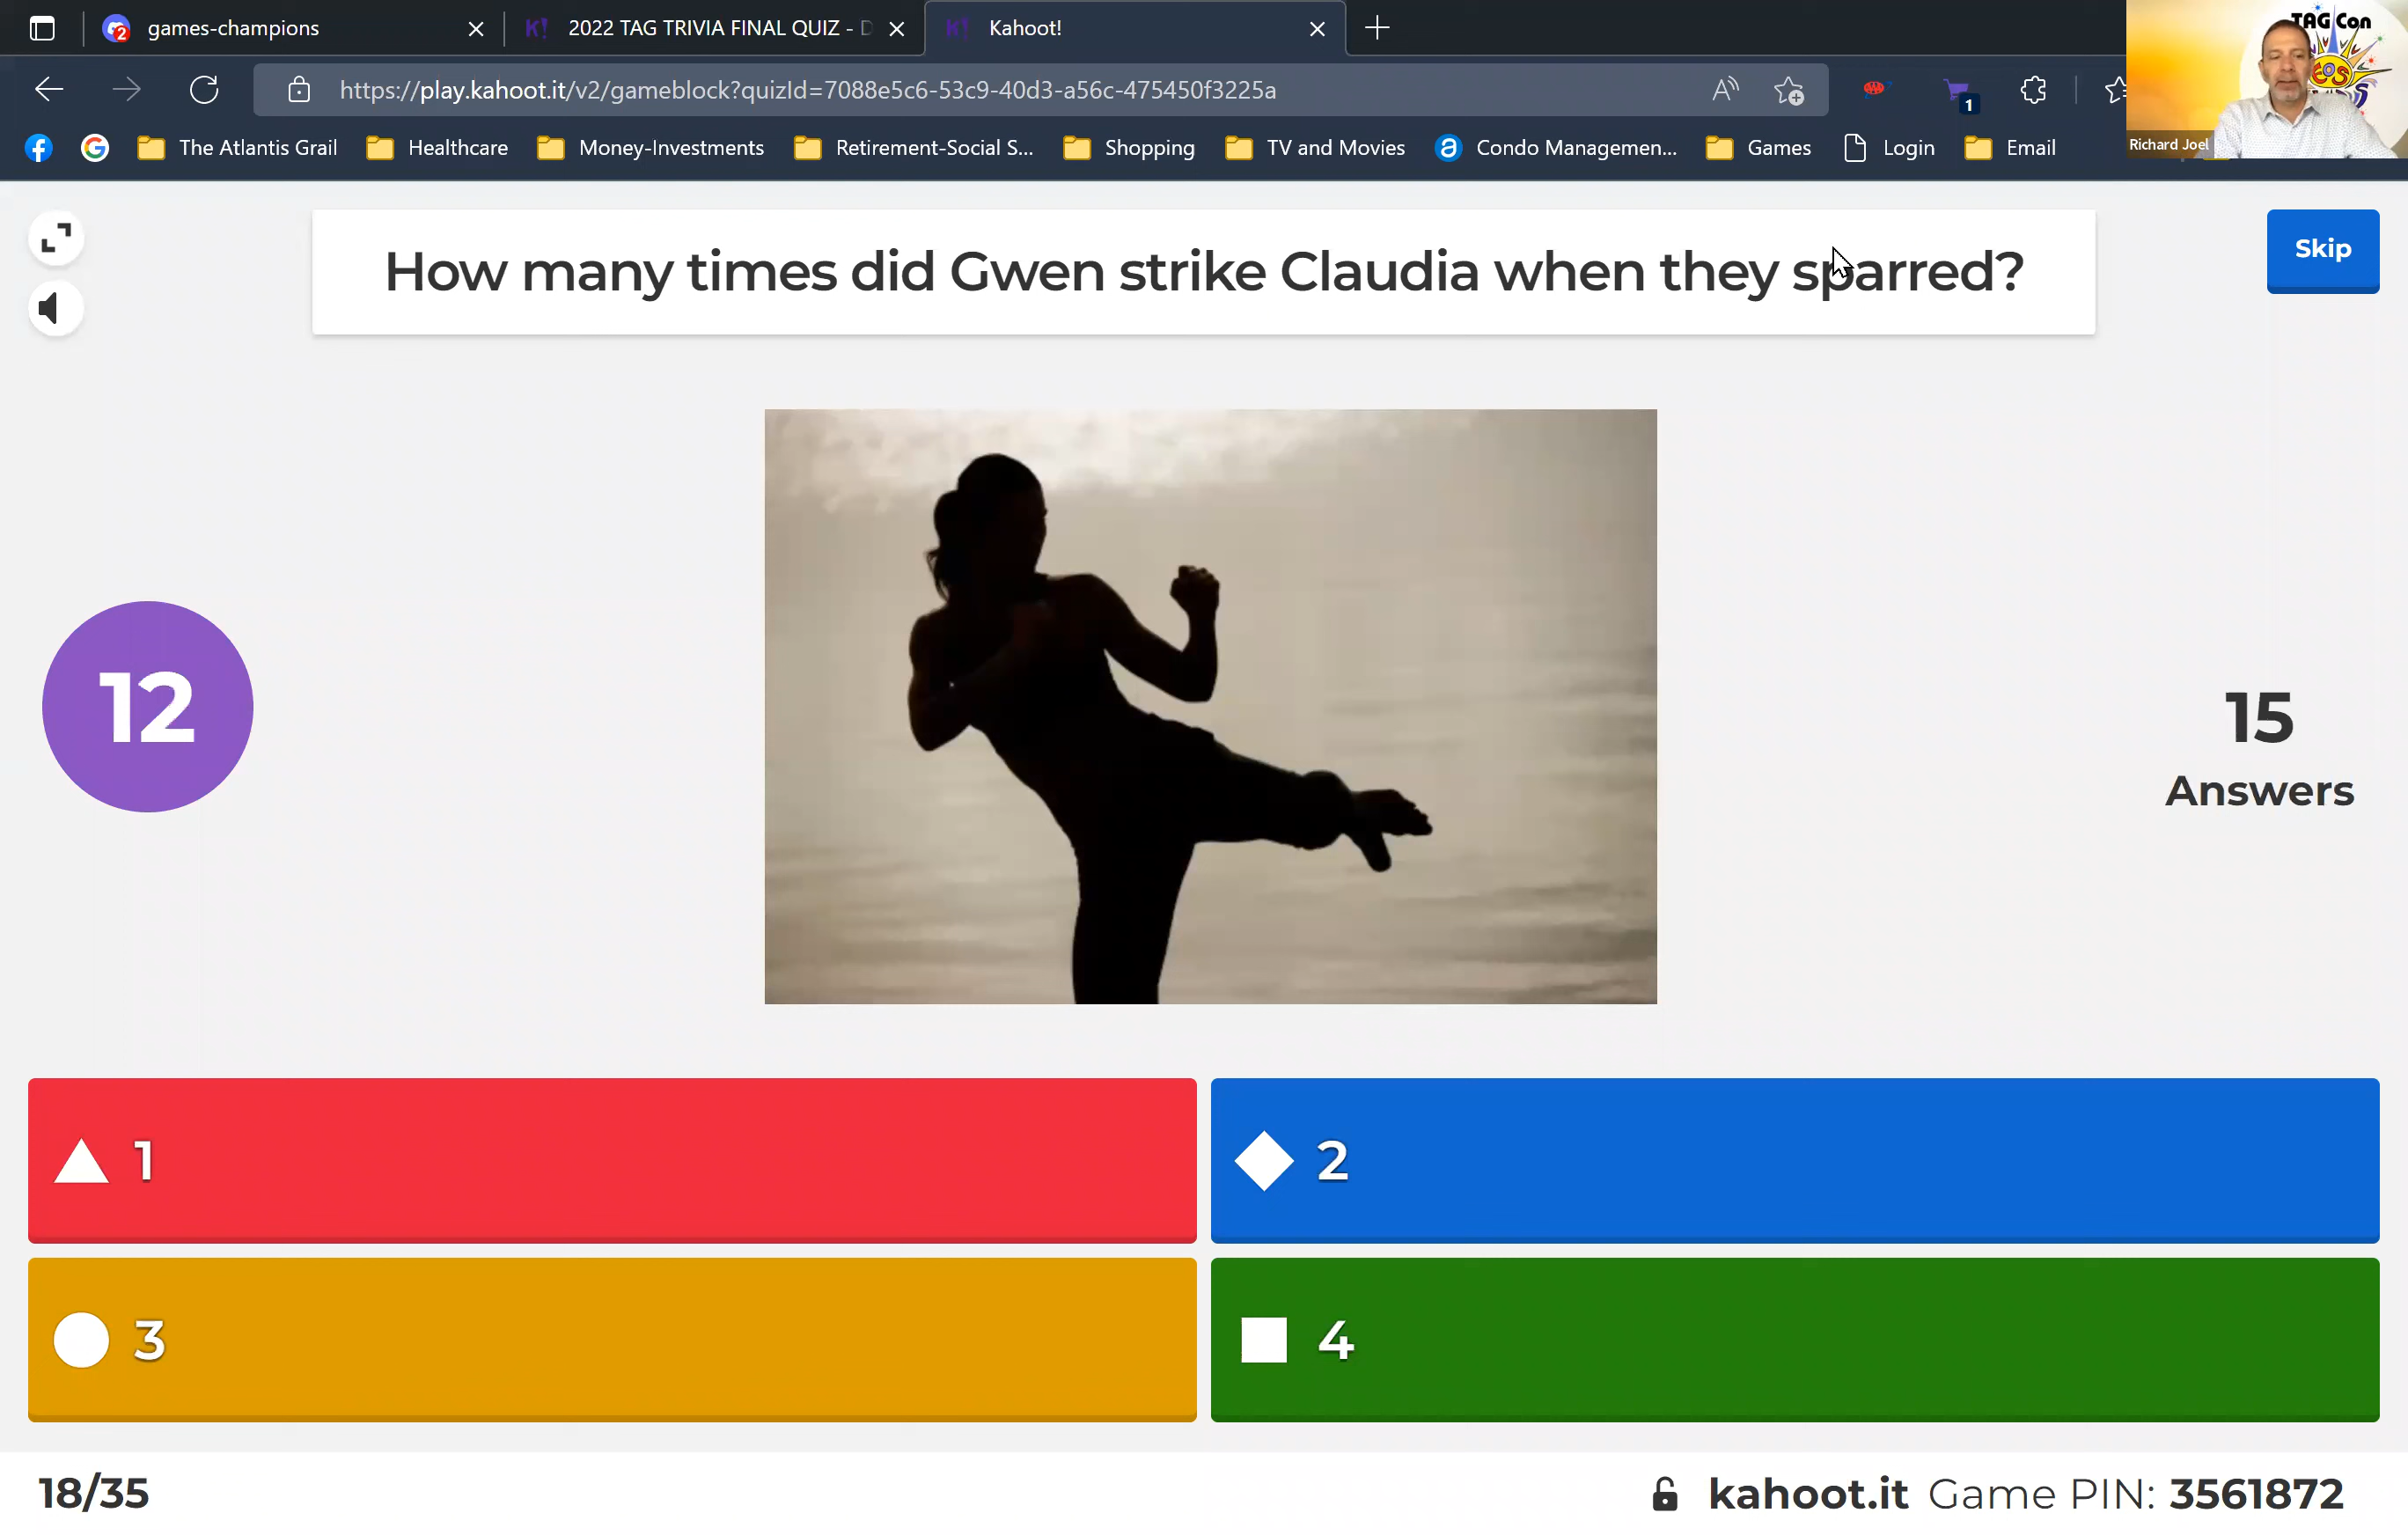 games-champions
2
2022 TAG TRIVIA FINAL QUIZ - D
Kahoot!
https://play.kahoot.it/v2/gameblock?quizId=7088e5c6-53c9-40d3-a56c-475450f3225a
1
The Atlantis Grail
Healthcare
Money-Investments
Retirement-Social S...
Shopping
TV and Movies
Condo Managemen...
Games
Login
Email
TAG Con
Richard Joel
How many times did Gwen strike Claudia when they sparred?
Skip
12
15
Answers
1
2
3
4
18/35
kahoot.it Game PIN: 3561872